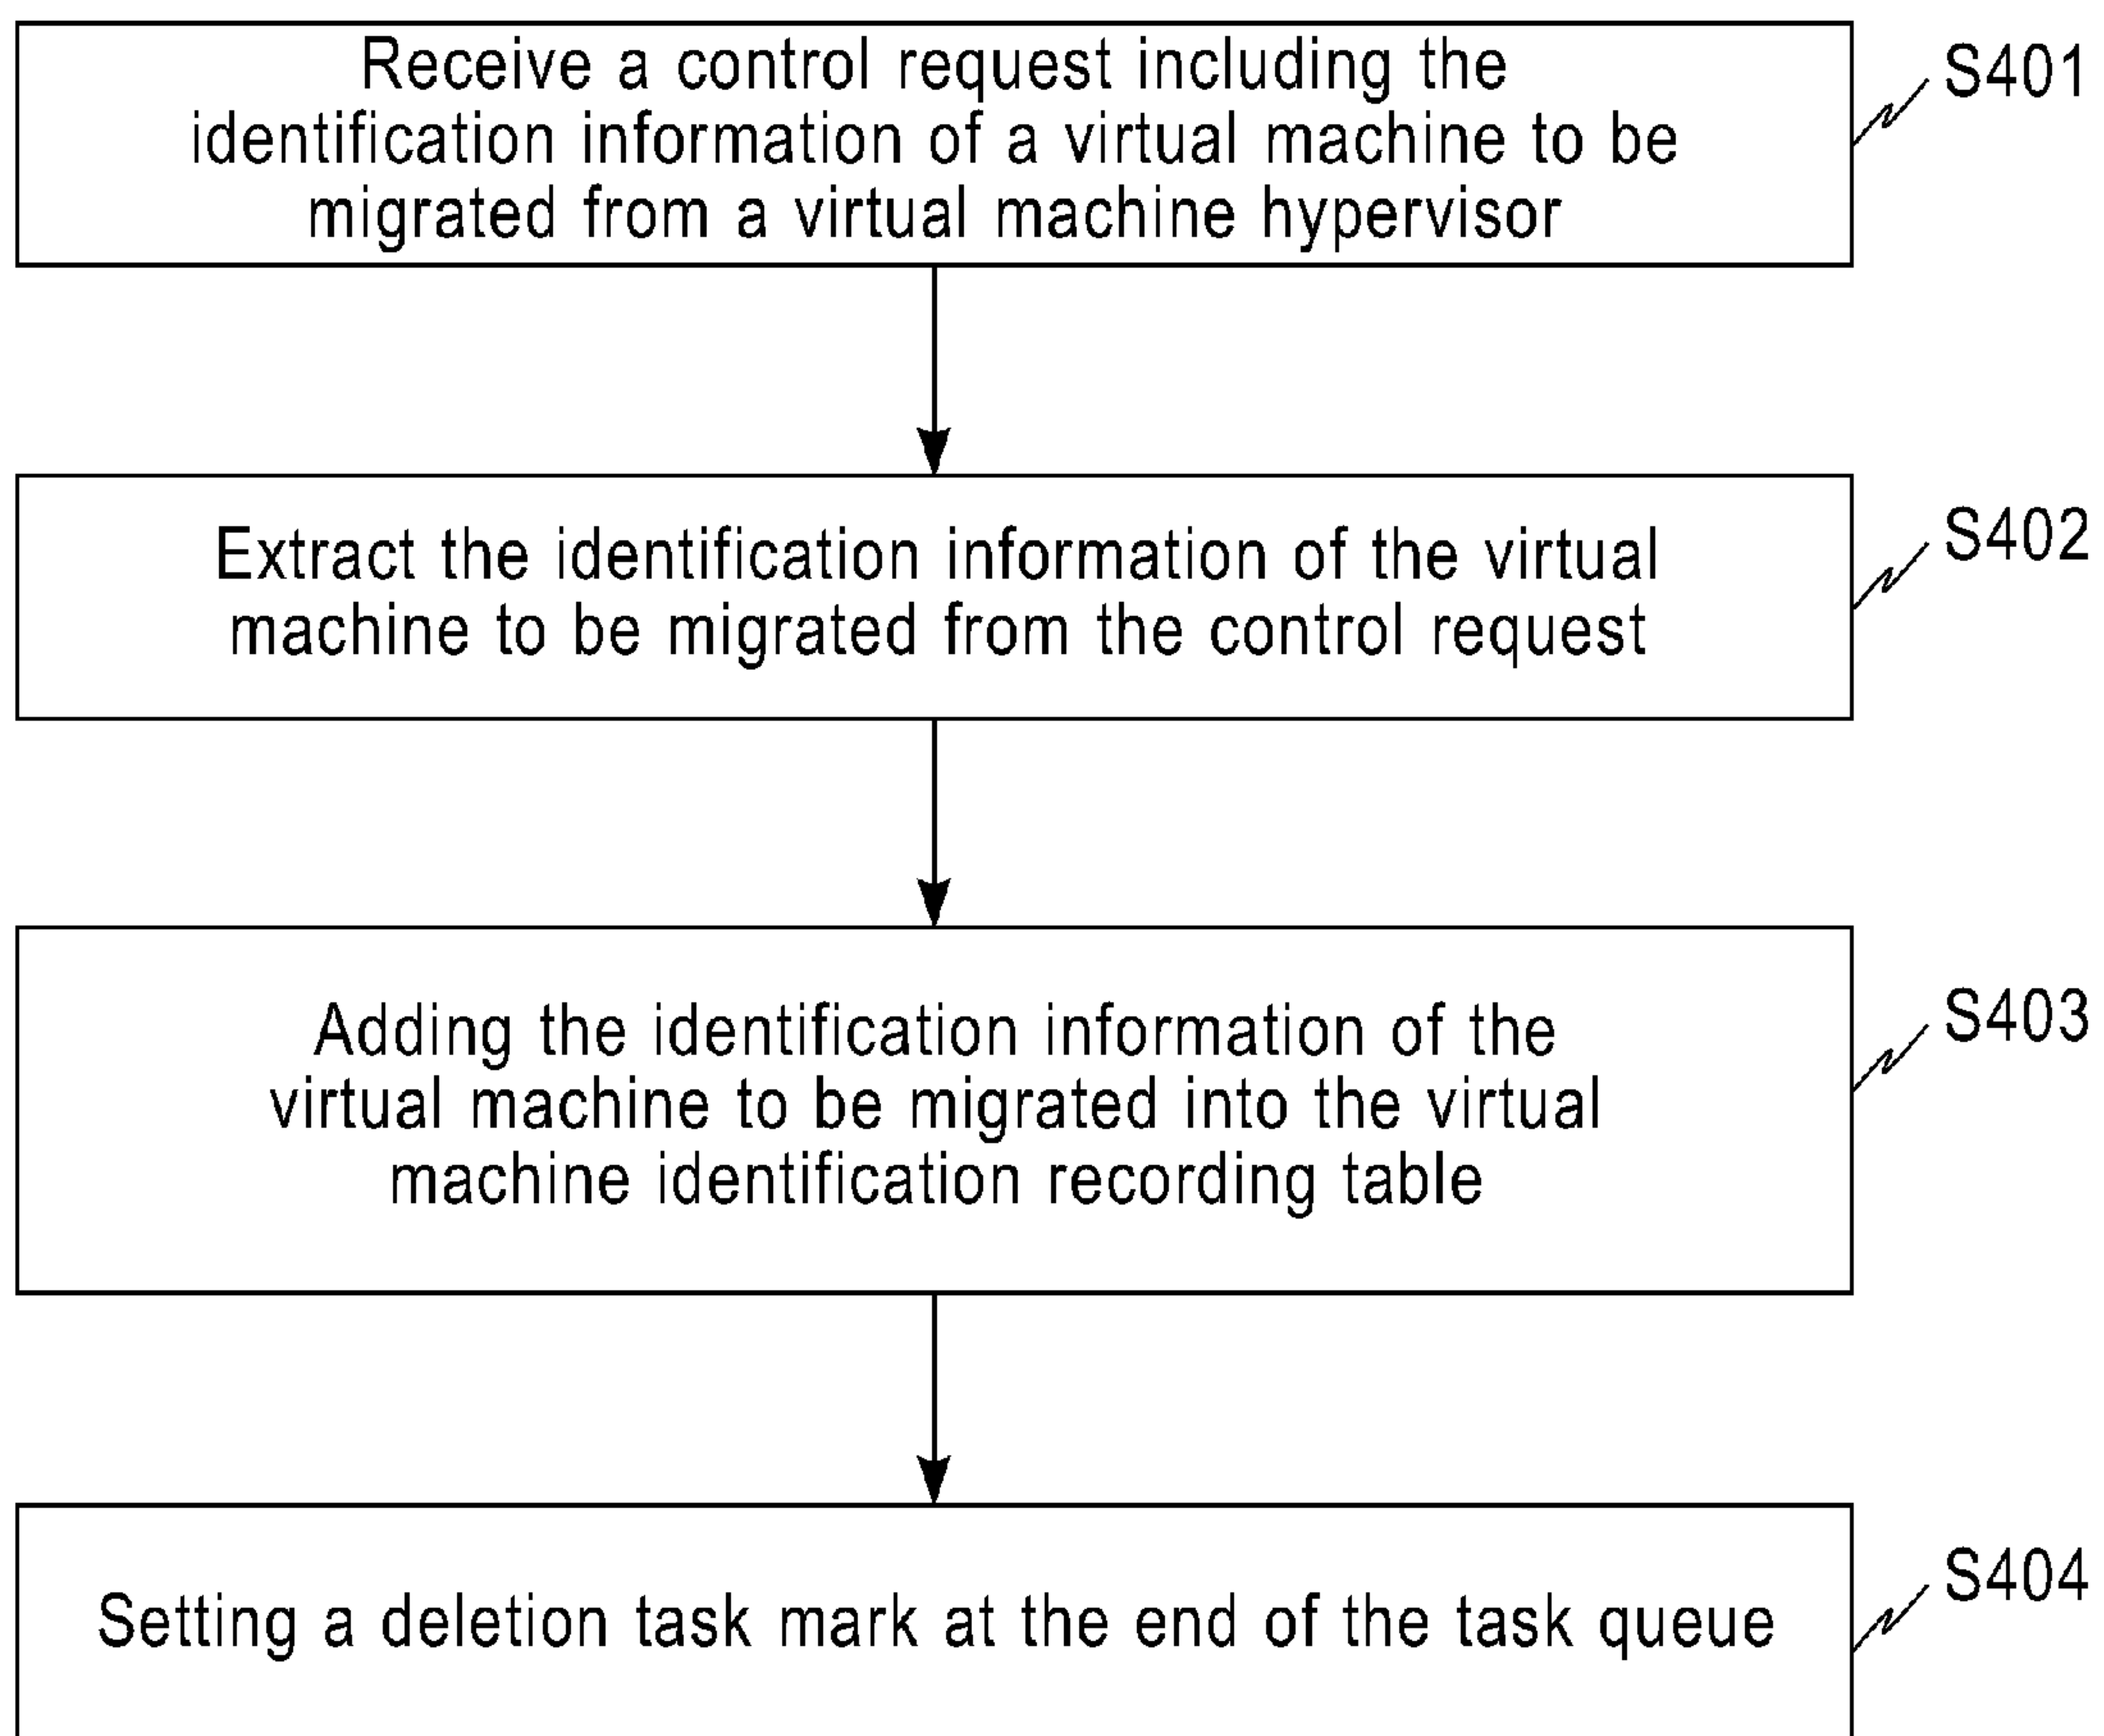 Receive a control request including the
identification information of a virtual machine to be
migrated from a virtual machine hypervisor
S401
Extract the identification information of the virtual
machine to be migrated from the control request
S402
Adding the identification information of the
virtual machine to be migrated into the virtual
machine identification recording table
S403
Setting a deletion task mark at the end of the task queue
S404